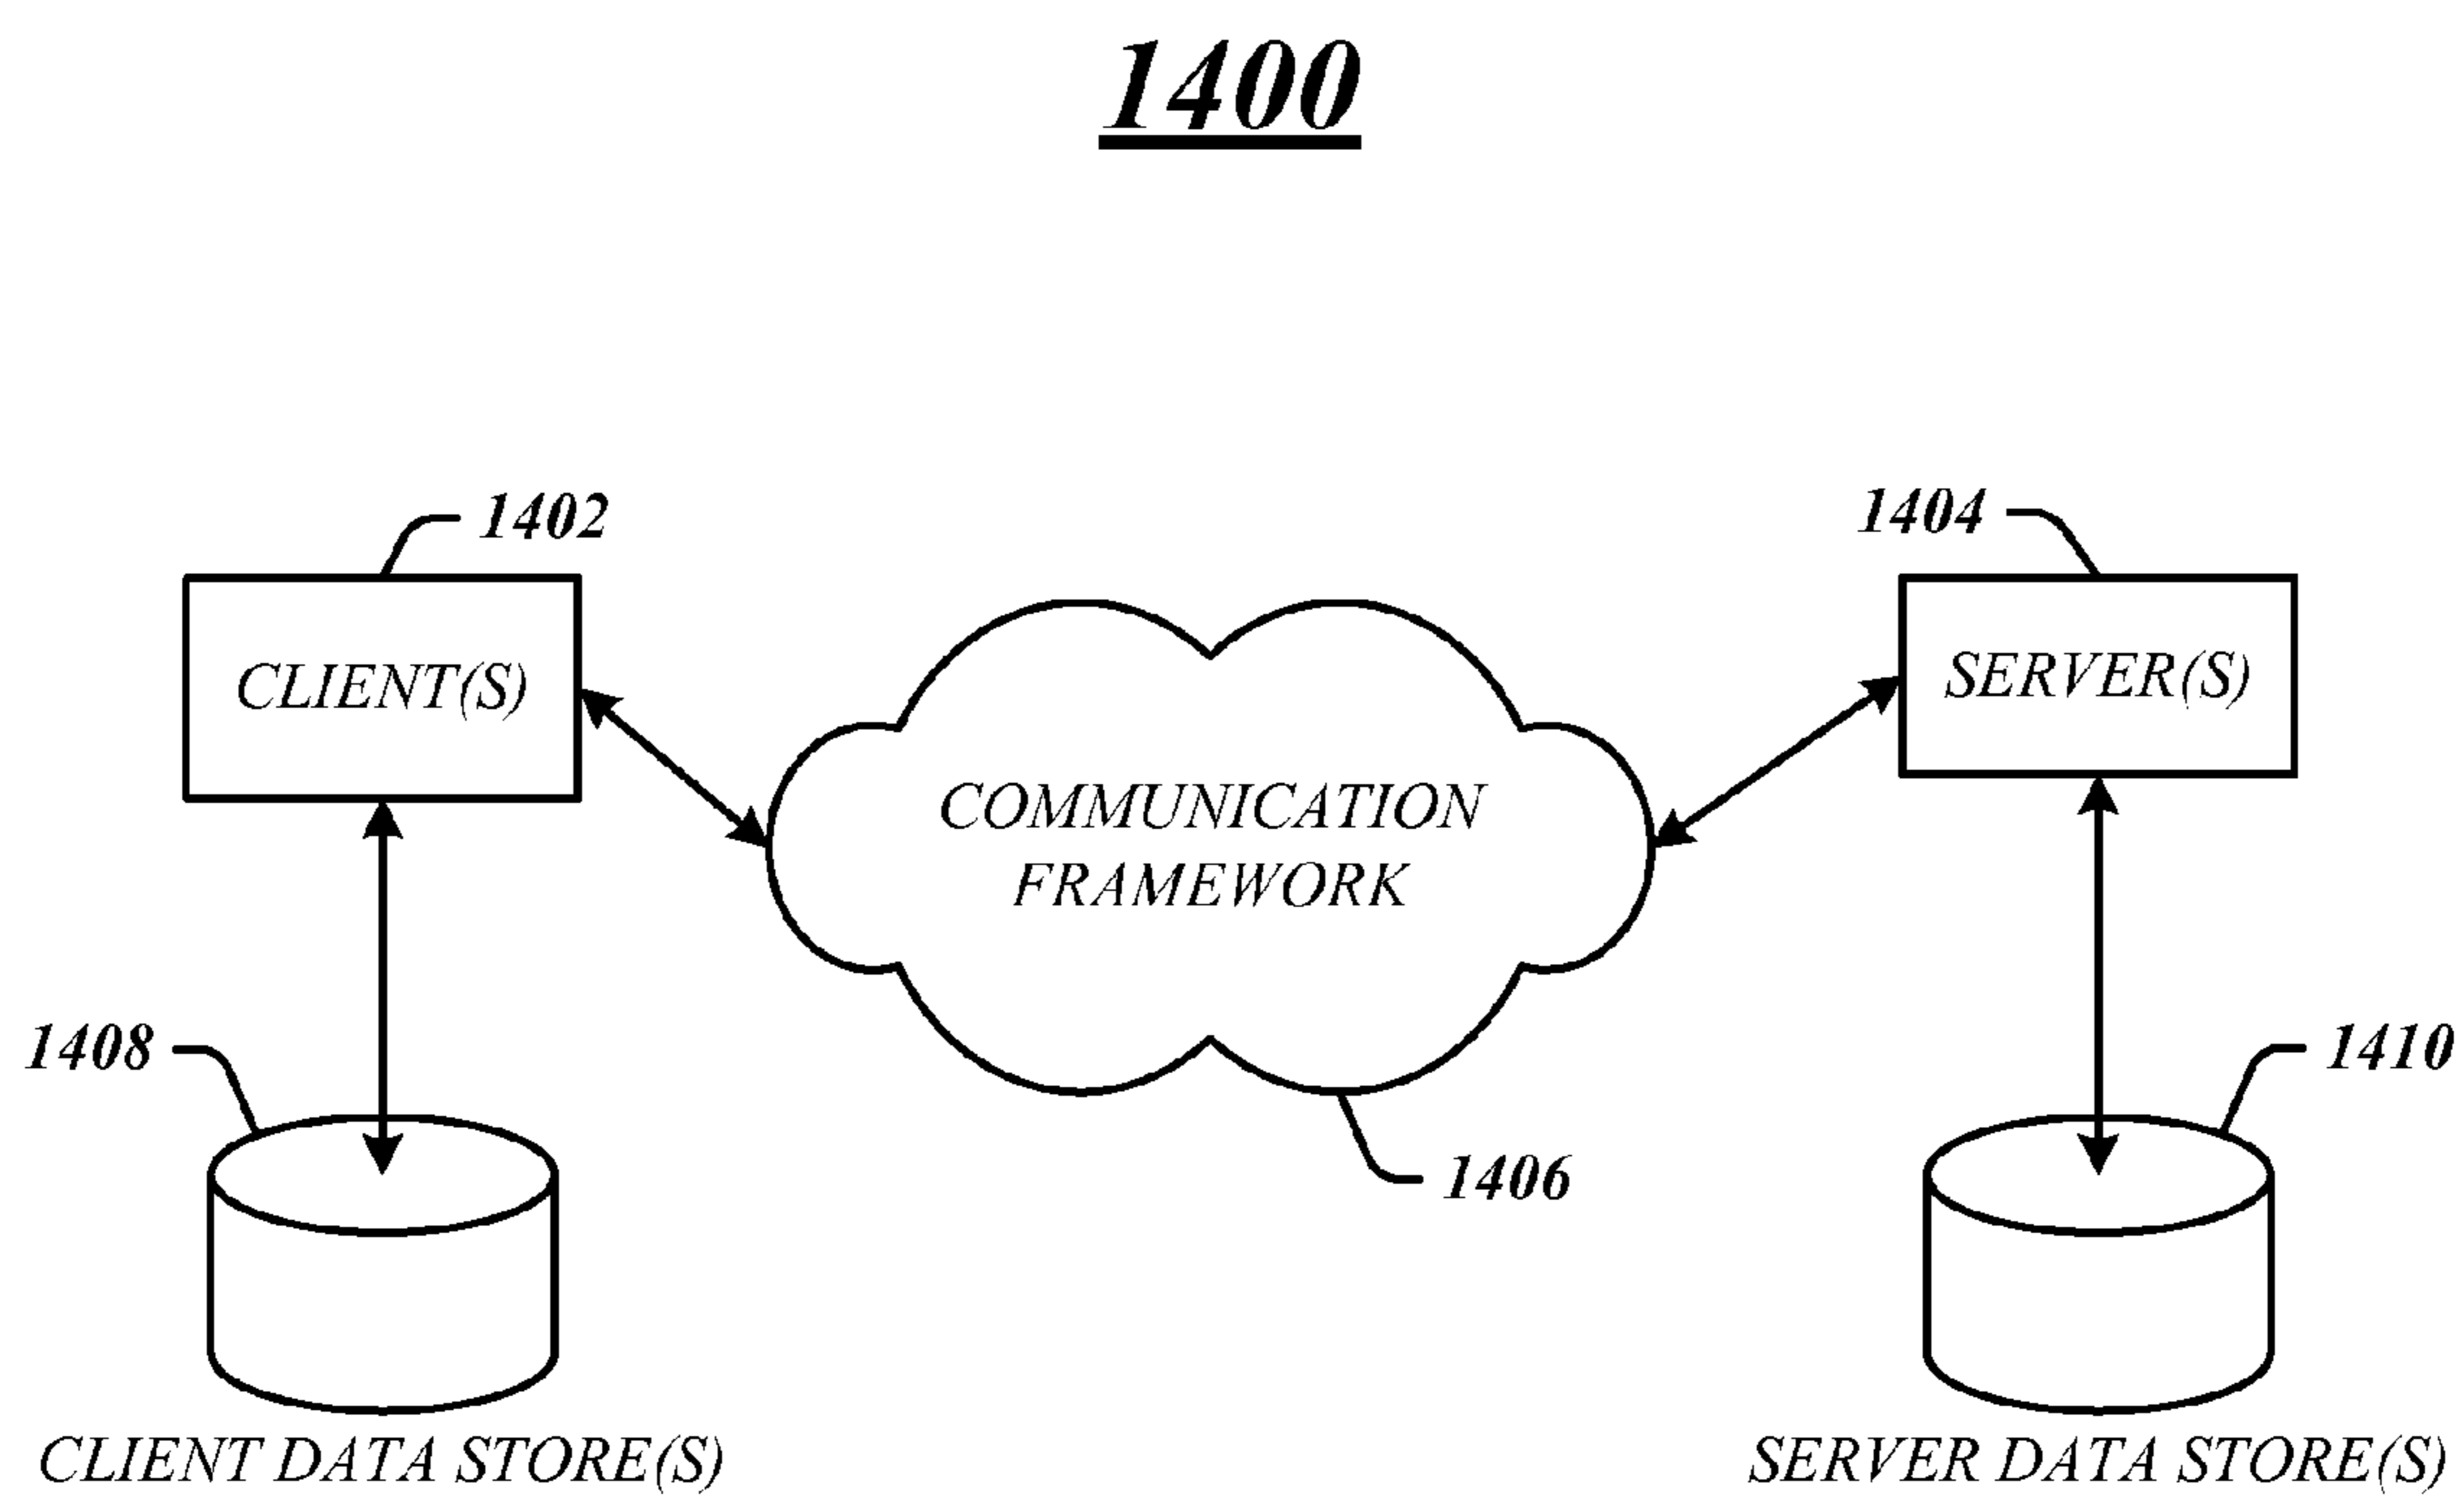 1400
1402
1404
CLIENT(S)
SERVER(S)
COMMUNICATION
FRAMEWORK
1408
1410
1406
CLIENT DATA STORE(S)
SERVER DATA STORE(S)